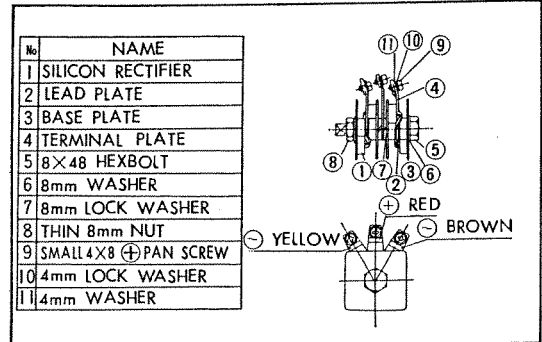 No NAME
1 SILICON RECTIFIER
2 LEAD PLATE
3 BASE PLATE
4 TERMINAL PLATE
5 8×48 HEXBOLT
6 8mm WASHER
7 8mm LOCK WASHER
8 THIN 8mm NUT
9 SMALL 4×8 ⊕ PAN SCREW
10 4mm LOCK WASHER
11 4mm WASHER
11 10 9
4
5
8 1 7 2 3 6
⊕ RED
⊖ YELLOW ⊖ BROWN